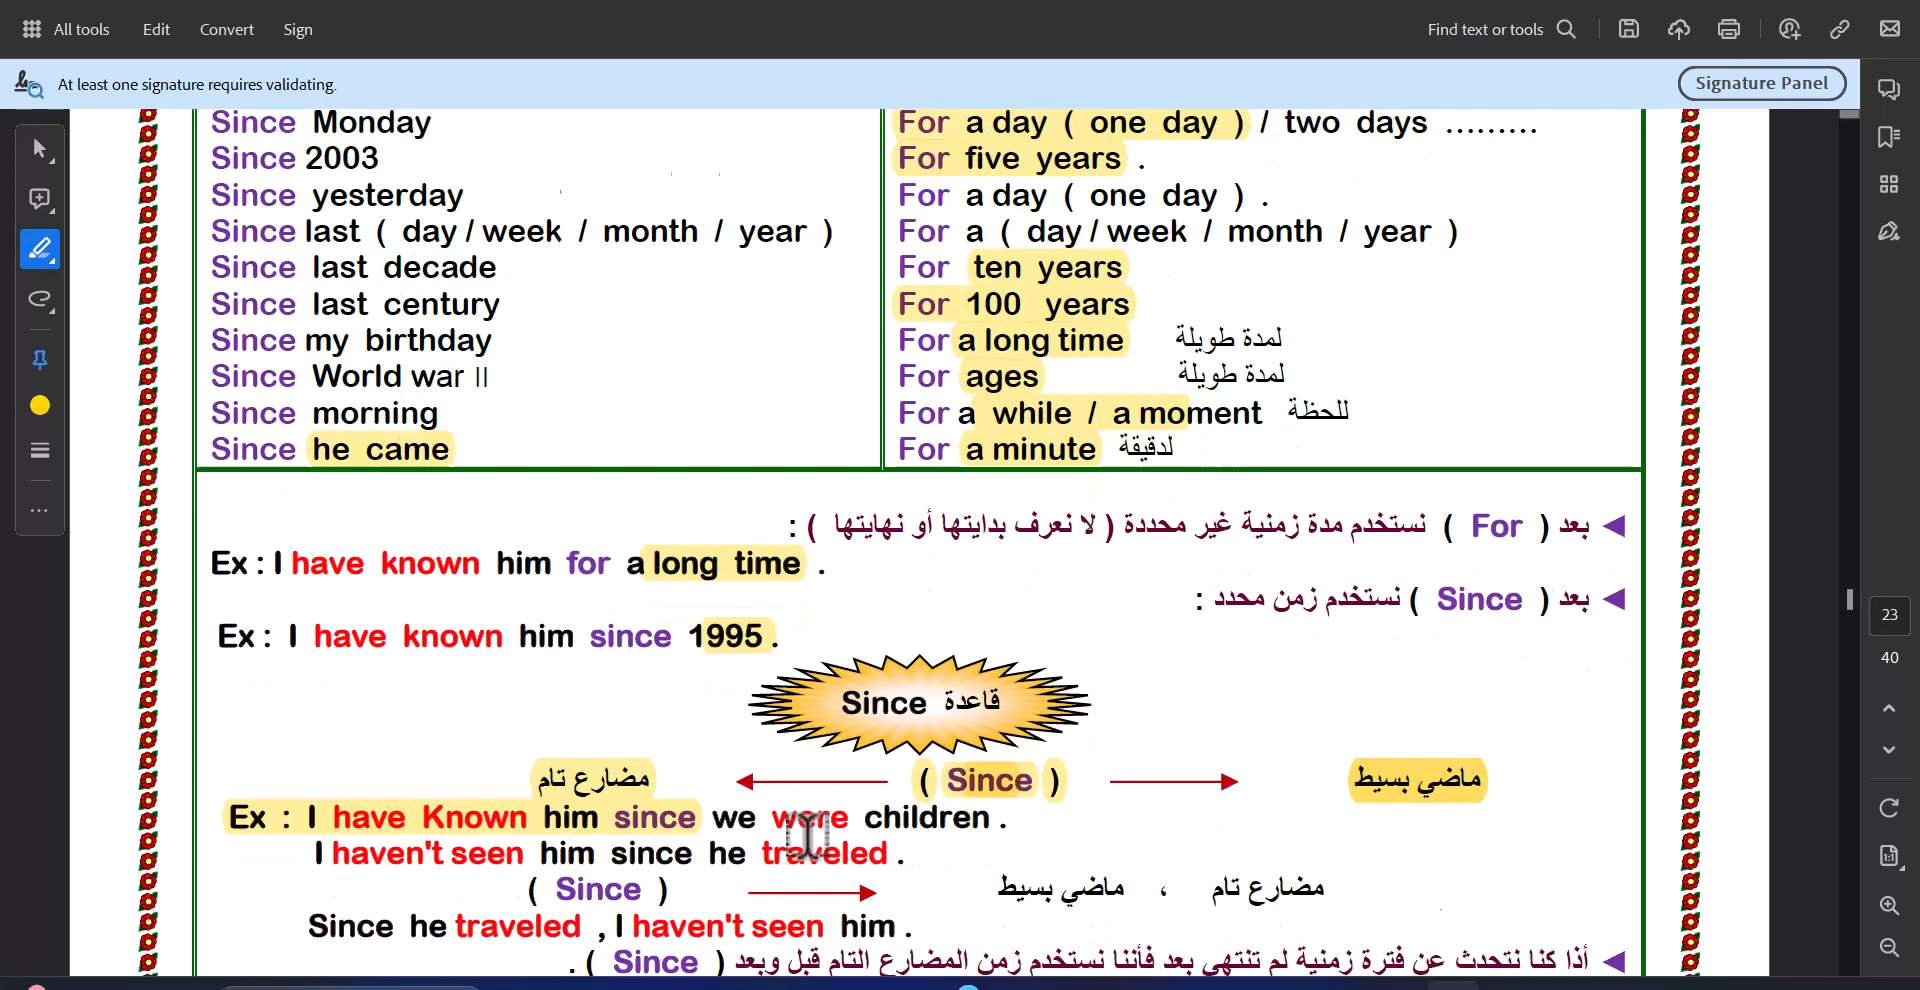 All tools Edit Convert Sign Find text or tools
At least one signature requires validating. Signature Panel
Since Monday
Since 2003
Since yesterday
Since last ( day / week / month / year )
Since last decade
Since last century
Since my birthday
Since World war II
Since morning
Since he came
For a day ( one day ) / two days .........
For five years .
For a day ( one day ) .
For a ( day / week / month / year )
For ten years
For 100 years
For a long time لمدة طويلة
For ages لمدة طويلة
For a while / a moment للحظة
For a minute لدقيقة
◄ بعد ( For ) نستخدم مدة زمنية غير محددة ( لا نعرف بدايتها أو نهايتها ) :
Ex : I have known him for a long time .
◄ بعد ( Since ) نستخدم زمن محدد :
Ex : I have known him since 1995 .
قاعدة Since
مضارع تام ( Since ) ماضي بسيط
Ex : I have Known him since we were children .
I haven't seen him since he traveled .
( Since ) ماضي بسيط ، مضارع تام
Since he traveled , I haven't seen him .
◄ أذا كنا نتحدث عن فترة زمنية لم تنتهي بعد فأننا نستخدم زمن المضارع التام قبل وبعد ( Since ) .
23
40